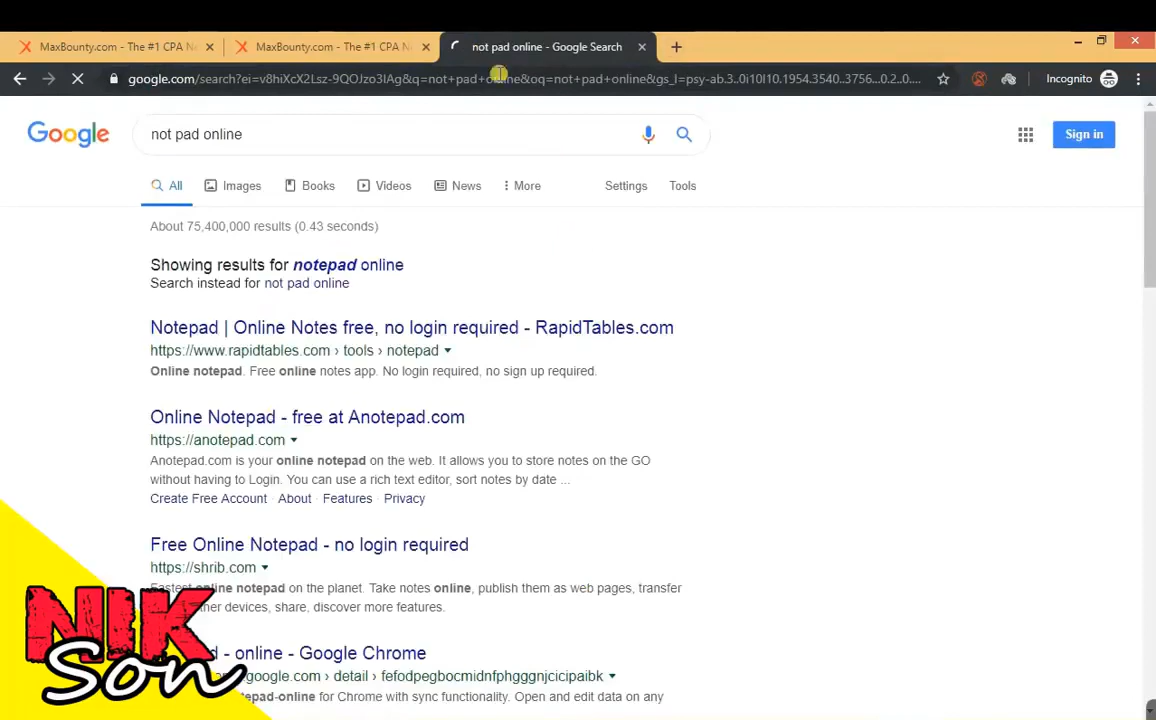 MaxBounty.com - The #1 CPA N
MaxBounty.com - The #1 CPA N
not pad online - Google Search
google.com/search?ei=v8hiXcX2Lsz-9QOJzo3IAg&q=not+pad+online&oq=not+pad+online&gs_l=psy-ab.3..0i10l10.1954.3540..3756...0.2..0....
Incognito
Google
not pad online
Sign in
All
Images
Books
Videos
News
More
Settings
Tools
About 75,400,000 results (0.43 seconds)
Showing results for notepad online
Search instead for not pad online
Notepad | Online Notes free, no login required - RapidTables.com
https://www.rapidtables.com › tools › notepad
Online notepad. Free online notes app. No login required, no sign up required.
Online Notepad - free at Anotepad.com
https://anotepad.com
Anotepad.com is your online notepad on the web. It allows you to store notes on the GO
without having to Login. You can use a rich text editor, sort notes by date ...
Create Free Account · About · Features · Privacy
Free Online Notepad - no login required
https://shrib.com
Fastest online notepad on the planet. Take notes online, publish them as web pages, transfer
her devices, share, discover more features.
d - online - Google Chrome
google.com › detail › fefodpegbocmidnfphgggnjcicipaibk
tepad-online for Chrome with sync functionality. Open and edit data on any
NIK
Son